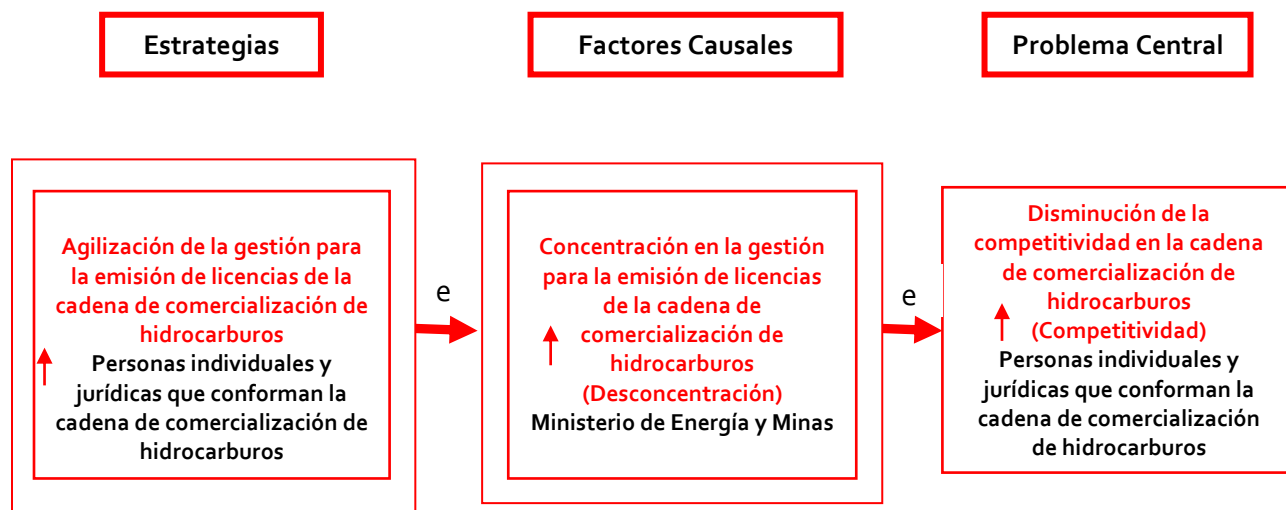 Estrategias
Factores Causales
Problema Central
Agilización de la gestión para
la emisión de licencias de la
cadena de comercialización de
hidrocarburos
Personas individuales y
jurídicas que conforman la
cadena de comercialización de
hidrocarburos
e
Concentración en la gestión
para la emisión de licencias
de la cadena de
comercialización de
hidrocarburos
(Desconcentración)
Ministerio de Energía y Minas
e
Disminución de la
competitividad en la cadena
de comercialización de
hidrocarburos
(Competitividad)
Personas individuales y
jurídicas que conforman la
cadena de comercialización
de hidrocarburos